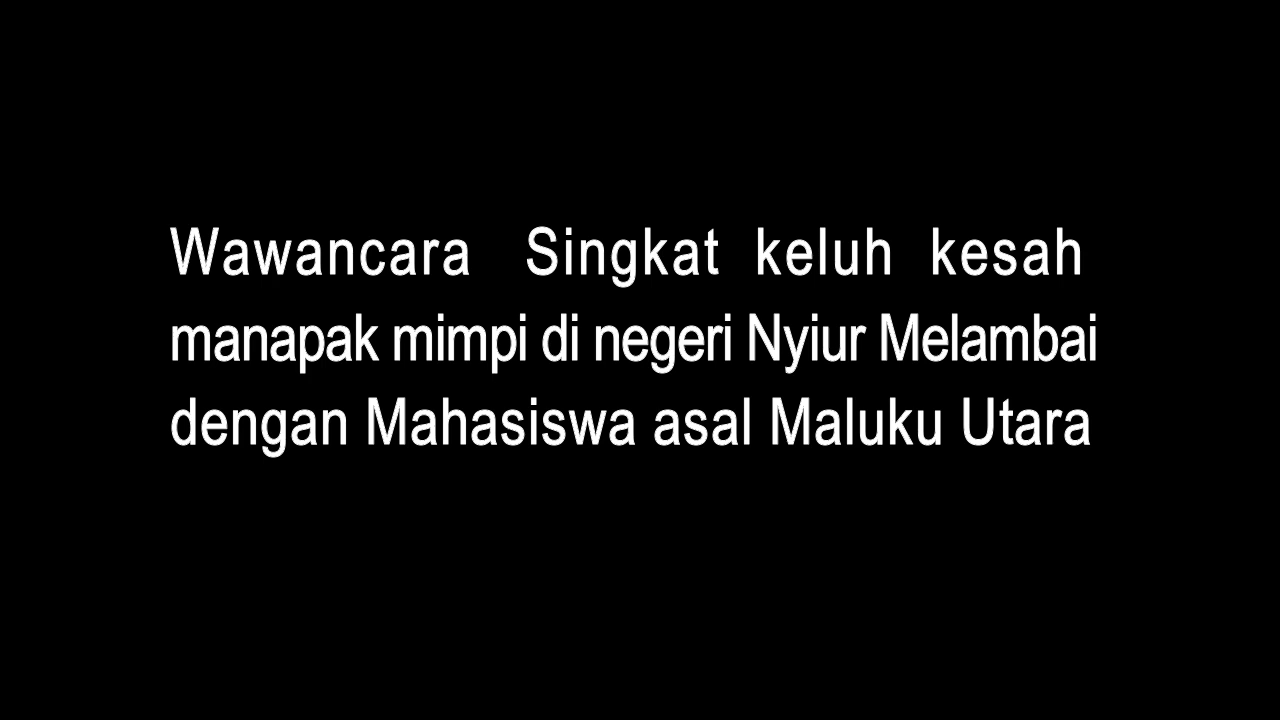 Wawancara Singkat keluh kesah
manapak mimpi di negeri Nyiur Melambai
dengan Mahasiswa asal Maluku Utara